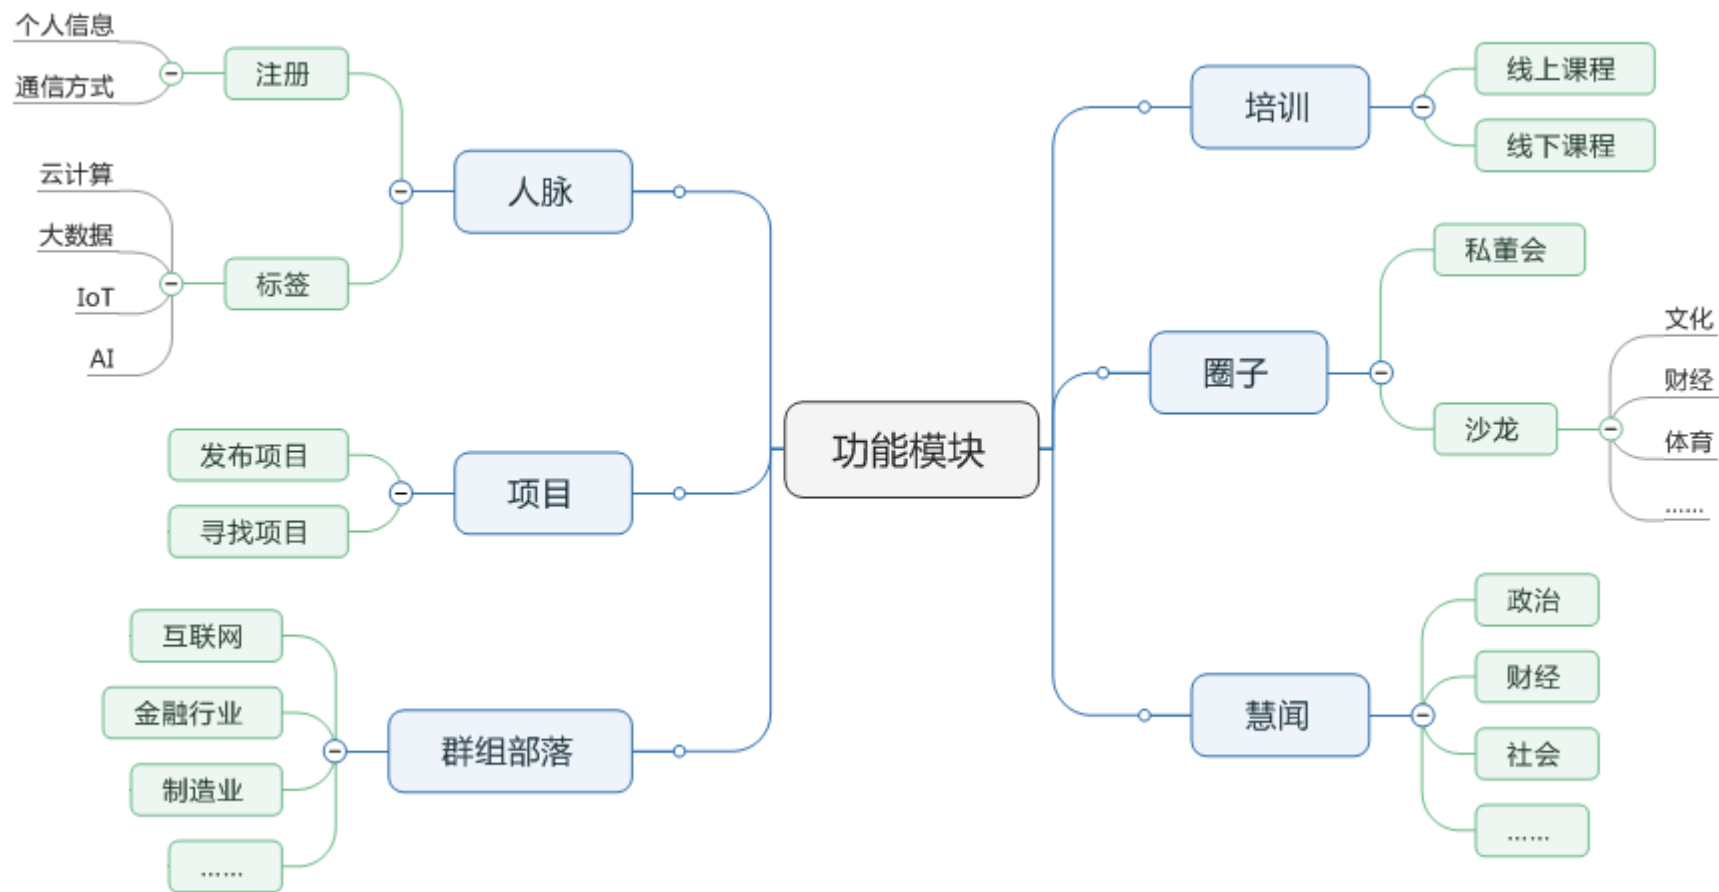 功能模块
人脉
注册
个人信息
通信方式
标签
云计算
大数据
IoT
AI
项目
发布项目
寻找项目
群组部落
互联网
金融行业
制造业
……
培训
线上课程
线下课程
圈子
私董会
沙龙
文化
财经
体育
……
慧闻
政治
财经
社会
……